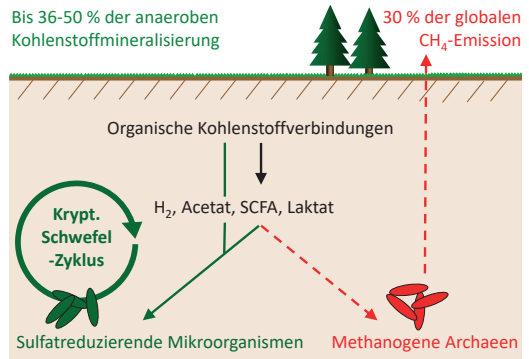 Bis 36-50 % der anaeroben
Kohlenstoffmineralisierung
30 % der globalen
CH₄-Emission
Organische Kohlenstoffverbindungen
H₂, Acetat, SCFA, Laktat
Krypt.
Schwefel
-Zyklus
Sulfatreduzierende Mikroorganismen
Methanogene Archaeen